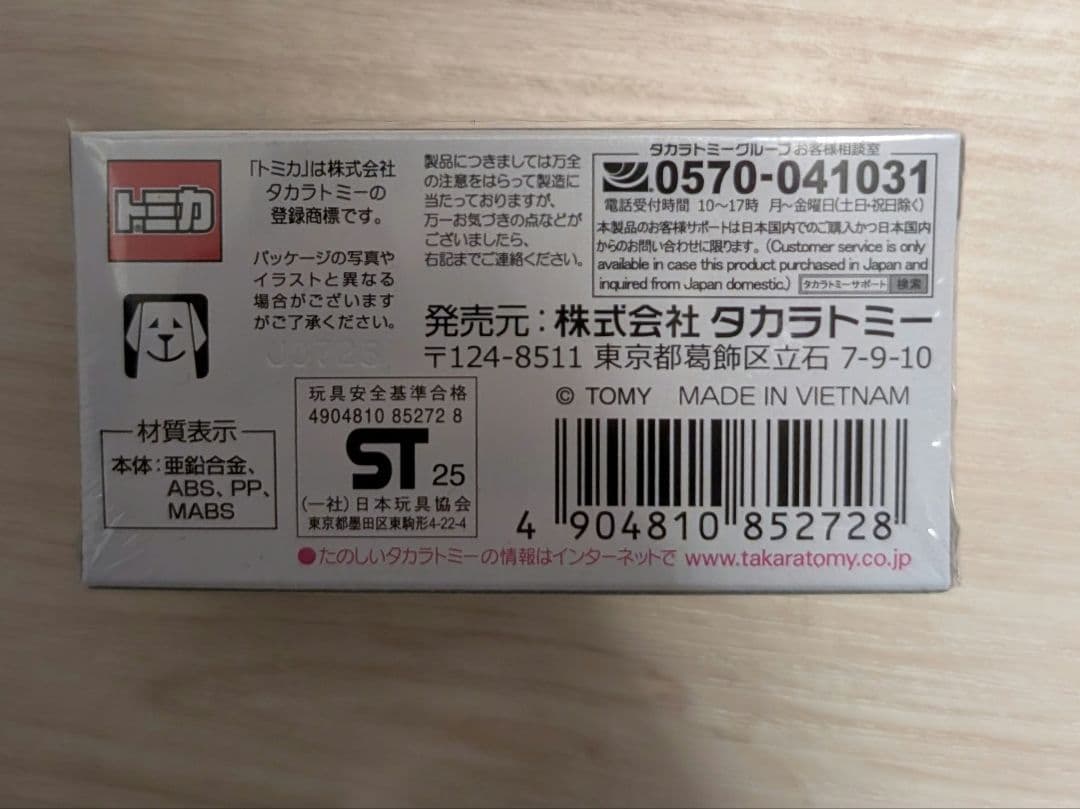 トミカ
「トミカ」は株式会社
タカラトミーの
登録商標です。
パッケージの写真や
イラストと異なる
場合がございます
がご了承ください。
製品につきましては万全
の注意をはらって製造に
当たっておりますが、
万一お気づきの点などが
ございましたら、
右記までご連絡ください。
タカラトミーグループお客様相談室
0570-041031
電話受付時間 10〜17時 月〜金曜日(土日・祝日除く)
本製品のお客様サポートは日本国内でのご購入かつ日本国内
からのお問い合わせに限ります。(Customer service is only
available in case this product purchased in Japan and
inquired from Japan domestic.) タカラトミーサポート 検索
発売元:株式会社 タカラトミー
〒124-8511 東京都葛飾区立石 7-9-10
© TOMY MADE IN VIETNAM
材質表示
本体:亜鉛合金、
ABS、PP、
MABS
玩具安全基準合格
4904810 85272 8
ST 25
(一社)日本玩具協会
東京都墨田区東駒形4-22-4
4 904810 852728
●たのしいタカラトミーの情報はインターネットで www.takaratomy.co.jp